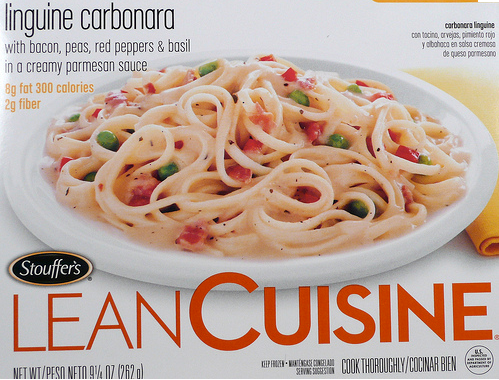 linguine carbonara
with bacon, peas, red peppers & basil
in a creamy parmesan sauce
8g fat 300 calories
2g fiber
carbonara linguine
con tocino, arvejas, pimiento rojo
y albahaca en salsa cremosa
de queso parmesano
Stouffer's
LEAN CUISINE®
NET WT/PESO NETO 9¼ OZ (262g)
KEEP FROZEN • MANTÉNGASE CONGELADO
SERVING SUGGESTION
COOK THOROUGHLY/COCINAR BIEN
U.S.
INSPECTED
AND PASSED BY
DEPARTMENT OF
AGRICULTURE